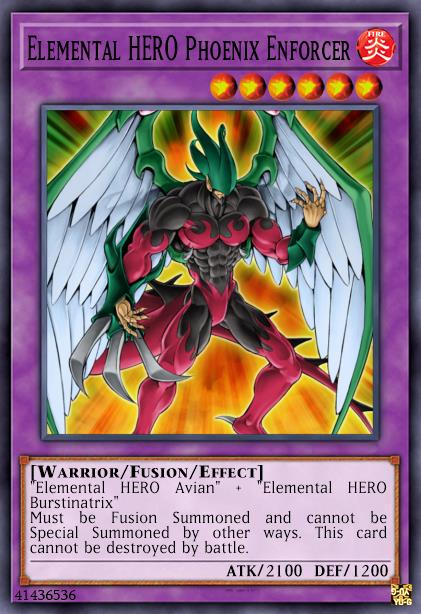 Elemental HERO Phoenix Enforcer
FIRE
炎
[Warrior/Fusion/Effect]
"Elemental HERO Avian" + "Elemental HERO
Burstinatrix"
Must be Fusion Summoned and cannot be
Special Summoned by other ways. This card
cannot be destroyed by battle.
ATK/2100 DEF/1200
41436536